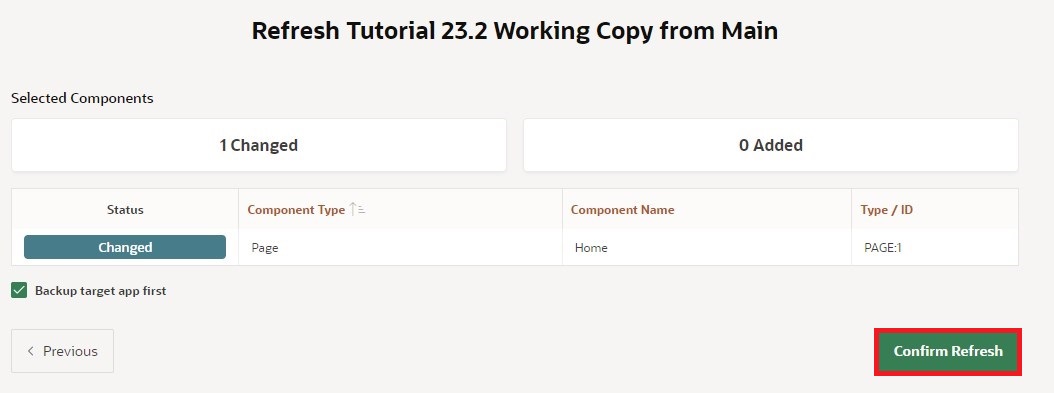 Refresh Tutorial 23.2 Working Copy from Main
Selected Components
1 Changed
0 Added
Status Component Type Component Name Type / ID
Changed Page Home PAGE:1
Backup target app first
Previous
Confirm Refresh